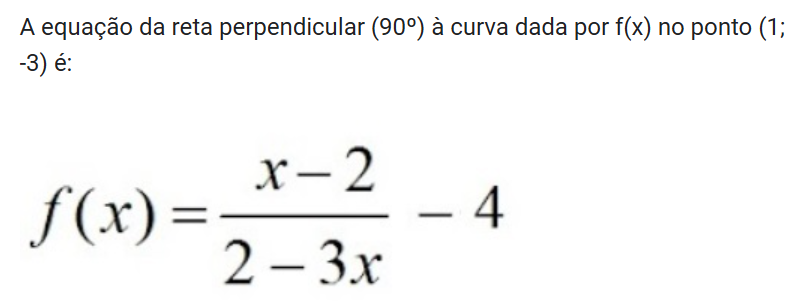 A equação da reta perpendicular (90º) à curva dada por f(x) no ponto (1;
-3) é:
f(x) = (x − 2)/(2 − 3x) − 4